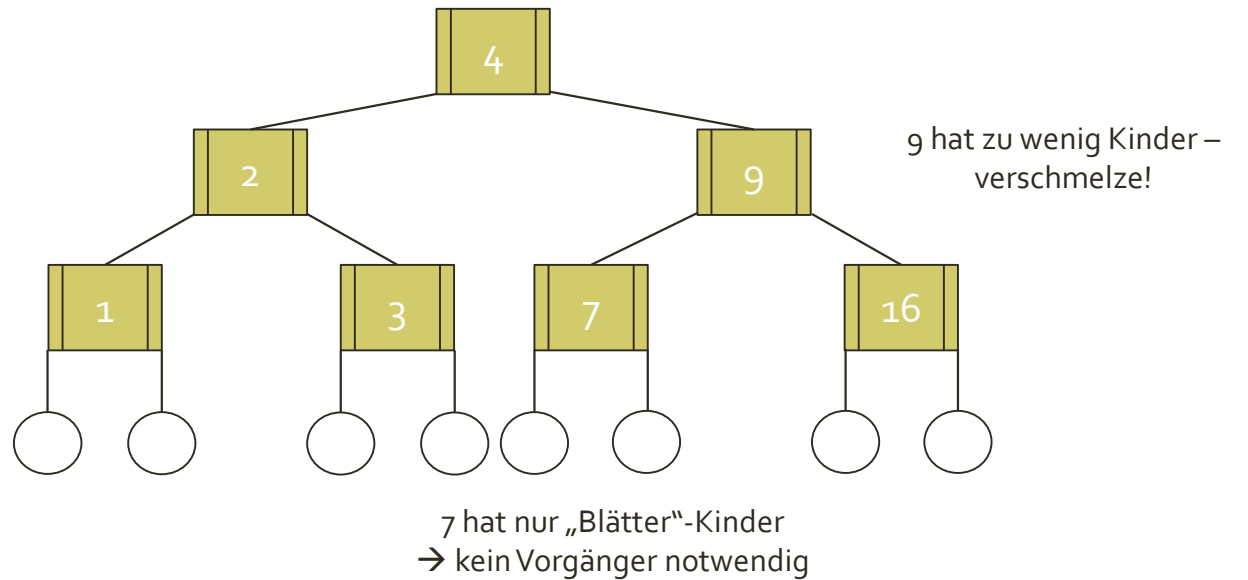 4
2
9
9 hat zu wenig Kinder –
verschmelze!
1
3
7
16
7 hat nur „Blätter“-Kinder
→ kein Vorgänger notwendig